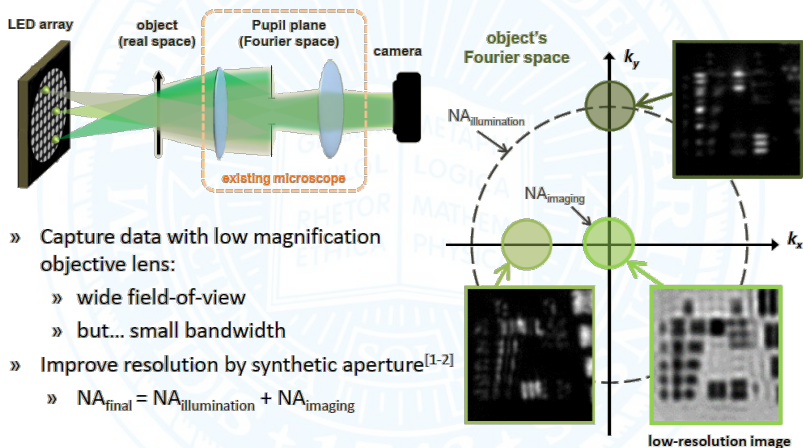 LED array
object
(real space)
Pupil plane
(Fourier space)
camera
existing microscope
object's
Fourier space
k_y
NA_illumination
NA_imaging
k_x
» Capture data with low magnification
objective lens:
» wide field-of-view
» but... small bandwidth
» Improve resolution by synthetic aperture[1-2]
» NA_final = NA_illumination + NA_imaging
low-resolution image